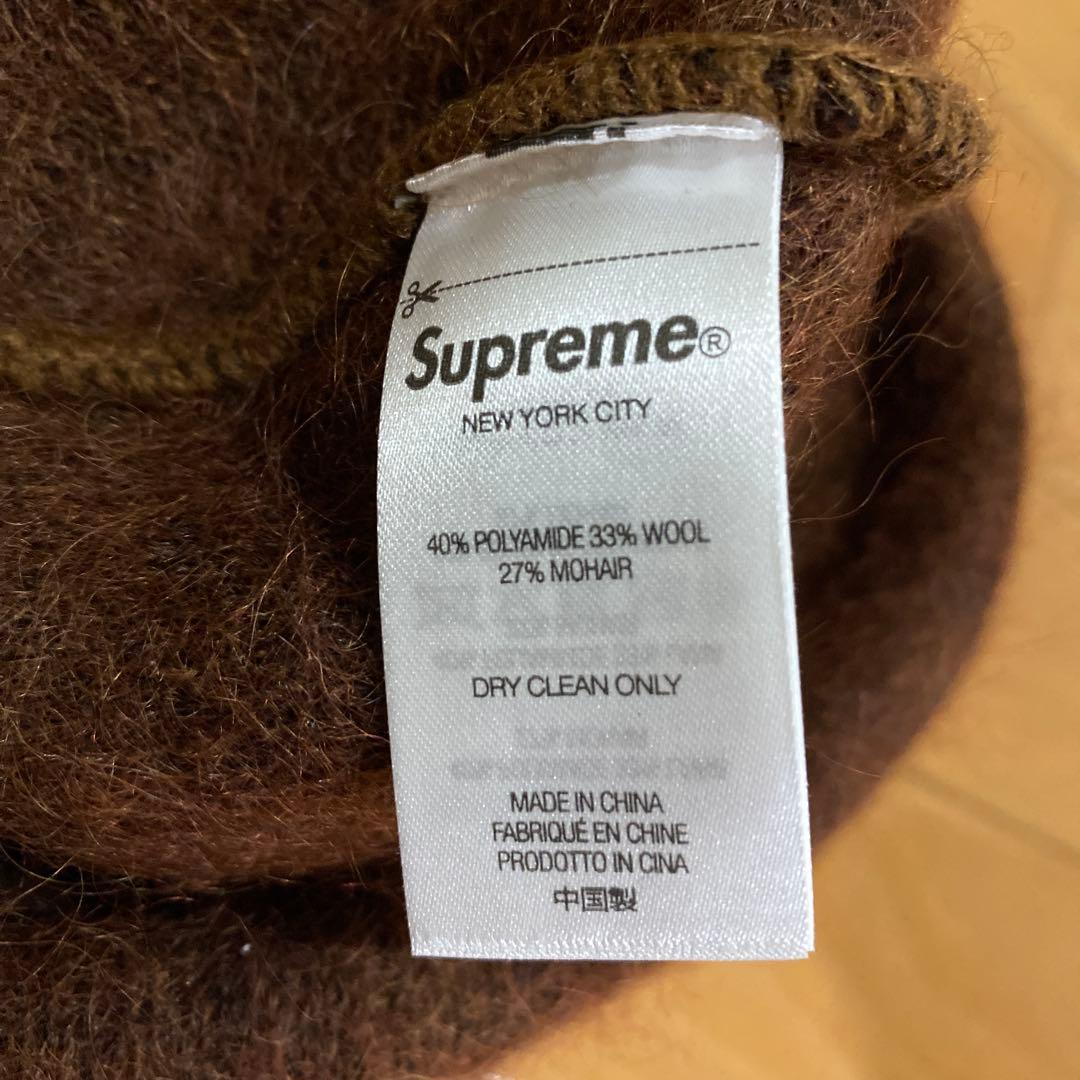 Supreme®
NEW YORK CITY
40% POLYAMIDE 33% WOOL
27% MOHAIR
DRY CLEAN ONLY
MADE IN CHINA
FABRIQUÉ EN CHINE
PRODOTTO IN CINA
中国製